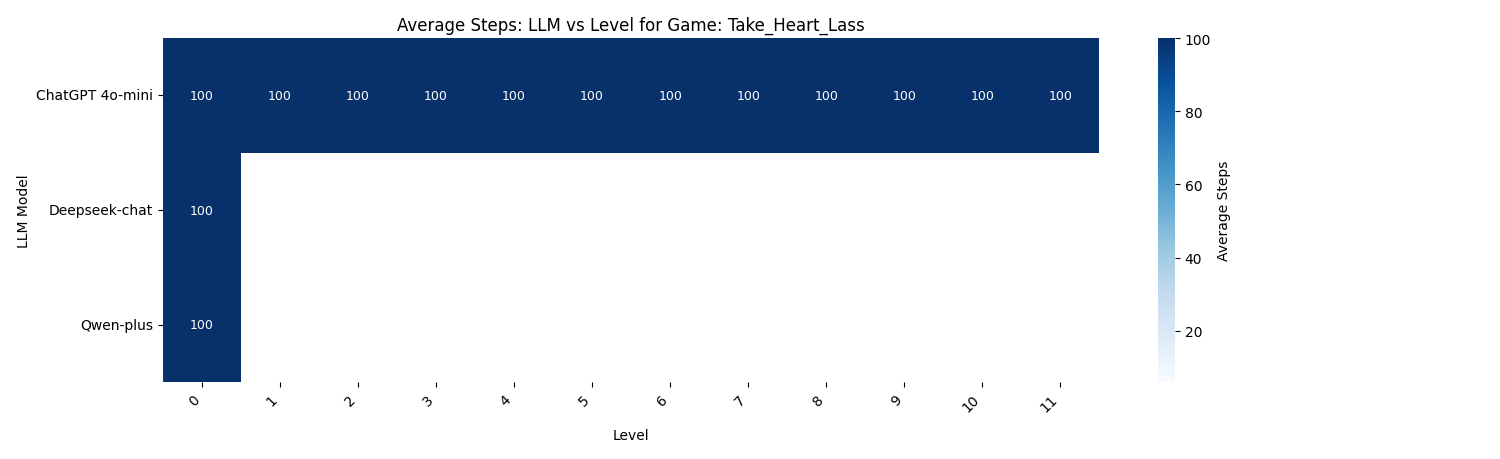 Average Steps: LLM vs Level for Game: Take_Heart_Lass
LLM Model
ChatGPT 4o-mini 100 100 100 100 100 100 100 100 100 100 100 100
Deepseek-chat 100
Qwen-plus 100
0 1 2 3 4 5 6 7 8 9 10 11
Level
100
80
60
40
20
Average Steps